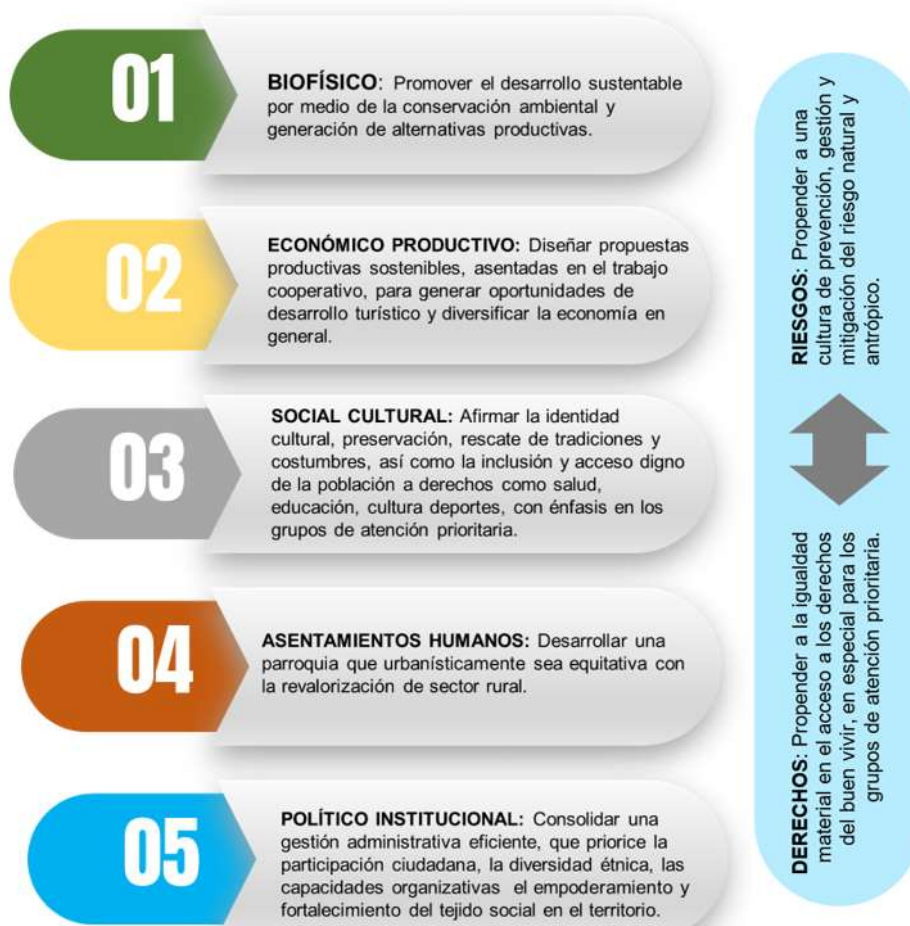 01
BIOFÍSICO: Promover el desarrollo sustentable
por medio de la conservación ambiental y
generación de alternativas productivas.
02
ECONÓMICO PRODUCTIVO: Diseñar propuestas
productivas sostenibles, asentadas en el trabajo
cooperativo, para generar oportunidades de
desarrollo turístico y diversificar la economía en
general.
03
SOCIAL CULTURAL: Afirmar la identidad
cultural, preservación, rescate de tradiciones y
costumbres, así como la inclusión y acceso digno
de la población a derechos como salud,
educación, cultura deportes, con énfasis en los
grupos de atención prioritaria.
04
ASENTAMIENTOS HUMANOS: Desarrollar una
parroquia que urbanísticamente sea equitativa con
la revalorización de sector rural.
05
POLÍTICO INSTITUCIONAL: Consolidar una
gestión administrativa eficiente, que priorice la
participación ciudadana, la diversidad étnica, las
capacidades organizativas el empoderamiento y
fortalecimiento del tejido social en el territorio.
RIESGOS: Propender a una
cultura de prevención, gestión y
mitigación del riesgo natural y
antrópico.
DERECHOS: Propender a la igualdad
material en el acceso a los derechos
del buen vivir, en especial para los
grupos de atención prioritaria.